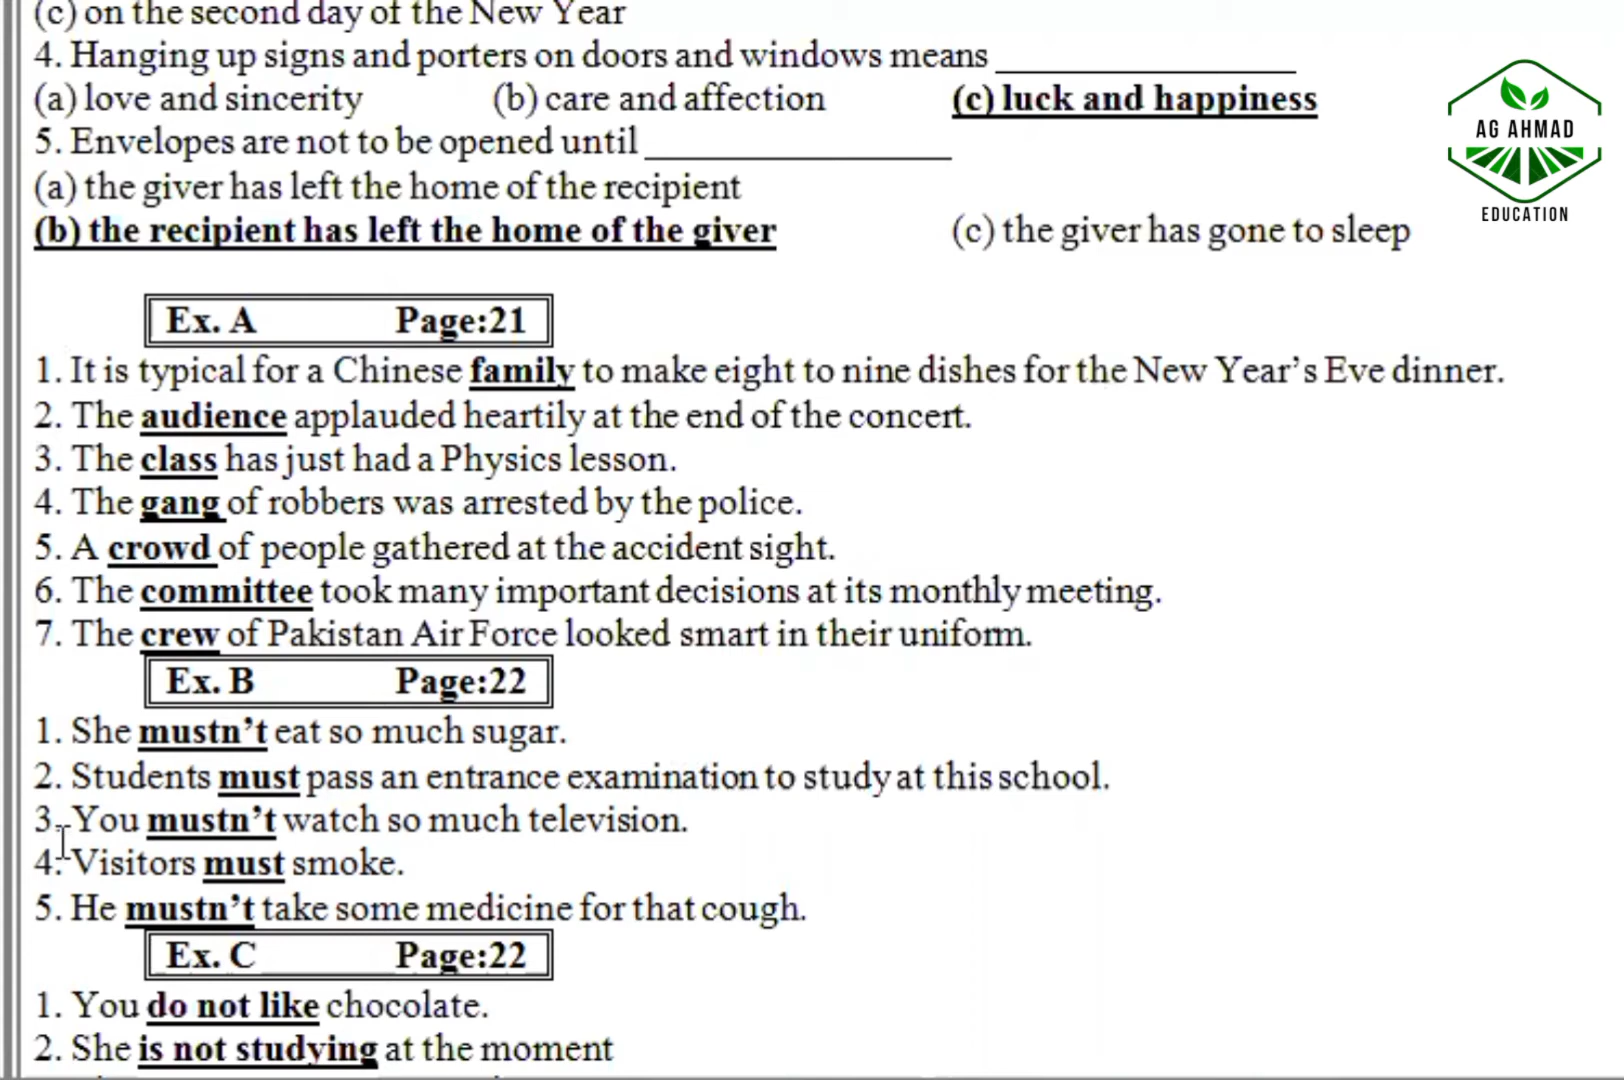 (c) on the second day of the New Year
4. Hanging up signs and porters on doors and windows means _______________
(a) love and sincerity (b) care and affection (c) luck and happiness
5. Envelopes are not to be opened until _______________
(a) the giver has left the home of the recipient
(b) the recipient has left the home of the giver (c) the giver has gone to sleep
AG AHMAD
EDUCATION
Ex. A Page:21
1. It is typical for a Chinese family to make eight to nine dishes for the New Year's Eve dinner.
2. The audience applauded heartily at the end of the concert.
3. The class has just had a Physics lesson.
4. The gang of robbers was arrested by the police.
5. A crowd of people gathered at the accident sight.
6. The committee took many important decisions at its monthly meeting.
7. The crew of Pakistan Air Force looked smart in their uniform.
Ex. B Page:22
1. She mustn't eat so much sugar.
2. Students must pass an entrance examination to study at this school.
3. You mustn't watch so much television.
4. Visitors must smoke.
5. He mustn't take some medicine for that cough.
Ex. C Page:22
1. You do not like chocolate.
2. She is not studying at the moment